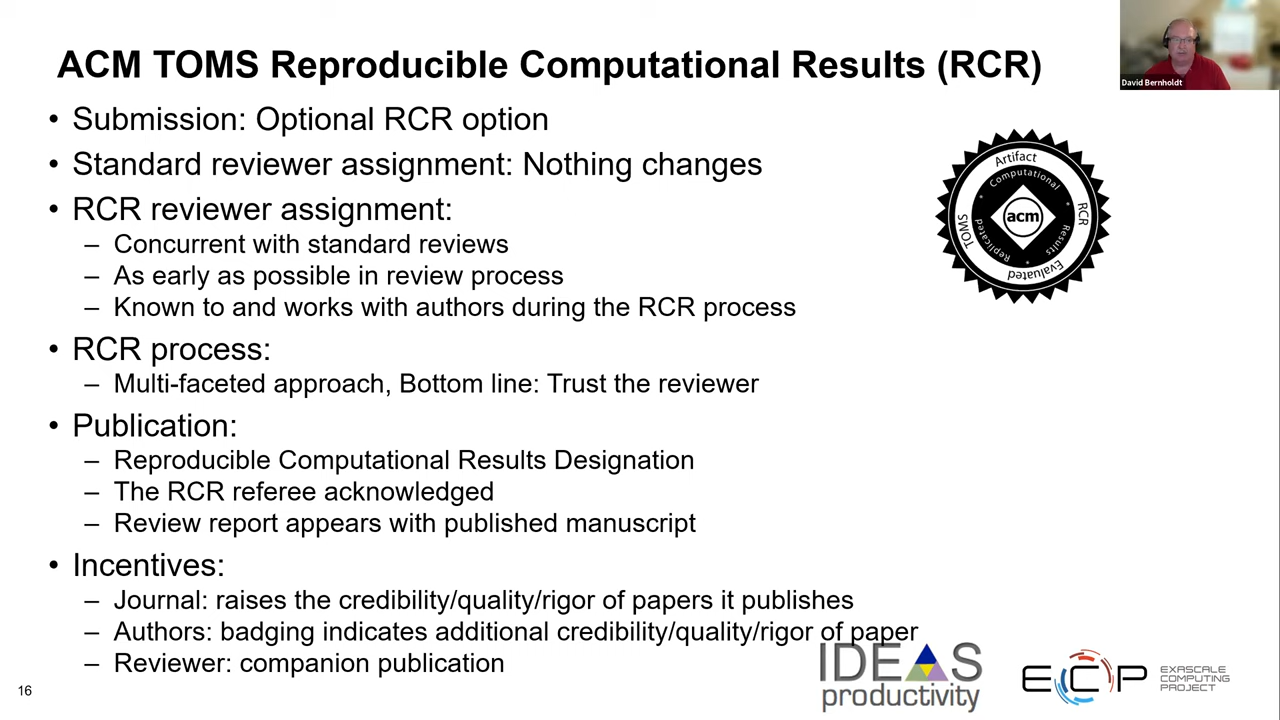 ACM TOMS Reproducible Computational Results (RCR)
David Bernholdt
• Submission: Optional RCR option
• Standard reviewer assignment: Nothing changes
• RCR reviewer assignment:
– Concurrent with standard reviews
– As early as possible in review process
– Known to and works with authors during the RCR process
• RCR process:
– Multi-faceted approach, Bottom line: Trust the reviewer
• Publication:
– Reproducible Computational Results Designation
– The RCR referee acknowledged
– Review report appears with published manuscript
• Incentives:
– Journal: raises the credibility/quality/rigor of papers it publishes
– Authors: badging indicates additional credibility/quality/rigor of paper
– Reviewer: companion publication
Artifact RCR Evaluated TOMS
Computational Results Replicated
acm
16
IDEAS
productivity
ECP
EXASCALE
COMPUTING
PROJECT